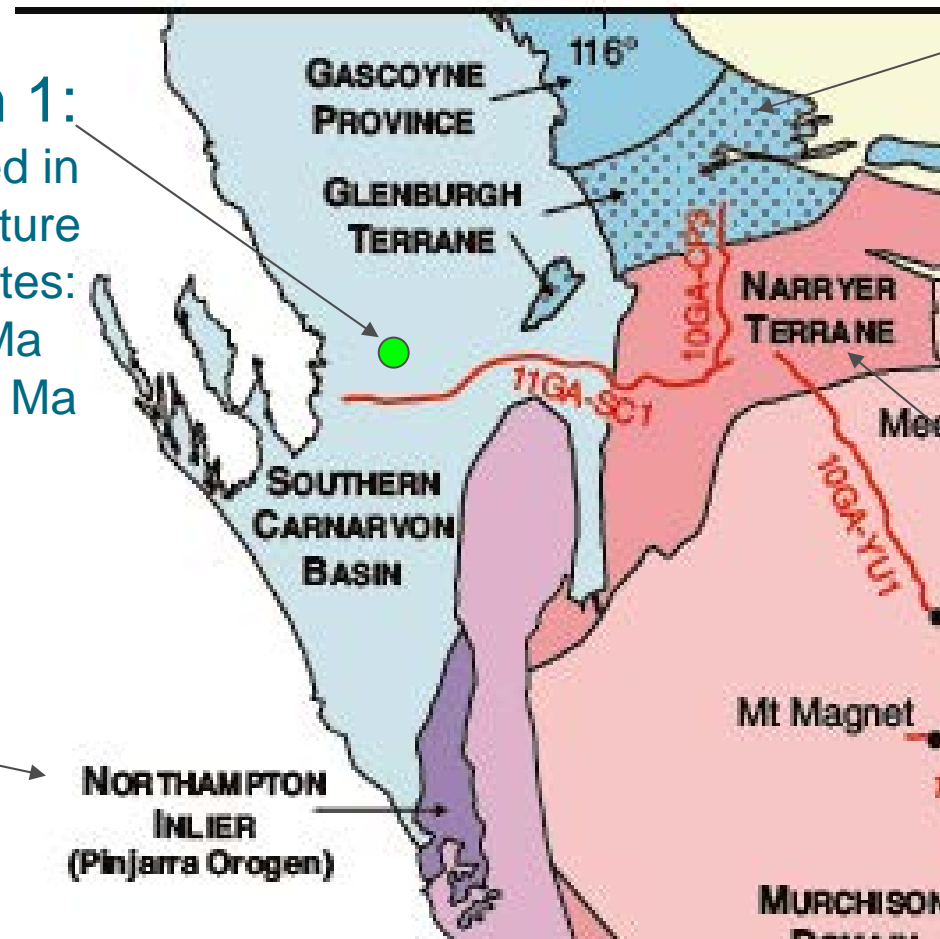 116°
GASCOYNE
PROVINCE
n 1:
ed in
ture
tes:
Ma
Ma
GLENBURGH
TERRANE
10GA-CP3
NARRYER
TERRANE
11GA-SC1
Mee
10GA-YU1
SOUTHERN
CARNARVON
BASIN
Mt Magnet
NORTHAMPTON
INLIER
(Pinjarra Orogen)
MURCHISON